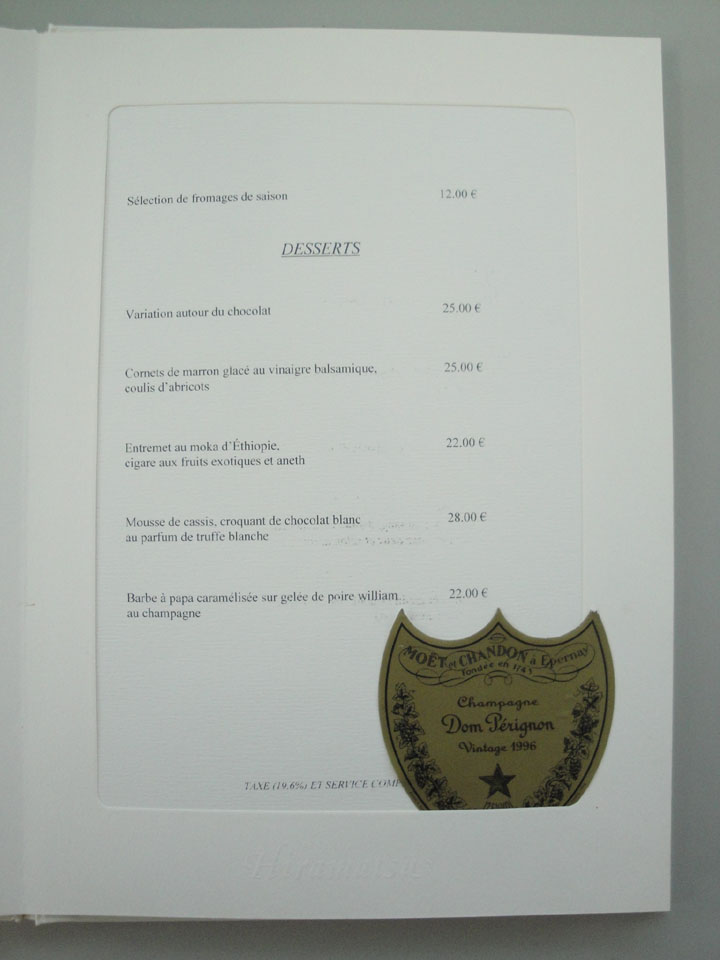 Sélection de fromages de saison 12.00 €
DESSERTS
Variation autour du chocolat 25.00 €
Cornets de marron glacé au vinaigre balsamique, 25.00 €
coulis d'abricots
Entremet au moka d'Éthiopie, 22.00 €
cigare aux fruits exotiques et aneth
Mousse de cassis, croquant de chocolat blanc 28.00 €
au parfum de truffe blanche
Barbe à papa caramélisée sur gelée de poire william 22.00 €
au champagne
MOËT et CHANDON à Epernay
Fondée en 1743
Champagne
Dom Pérignon
Vintage 1996
TAXE (19.6%) ET SERVICE COMP
Hiramatsu